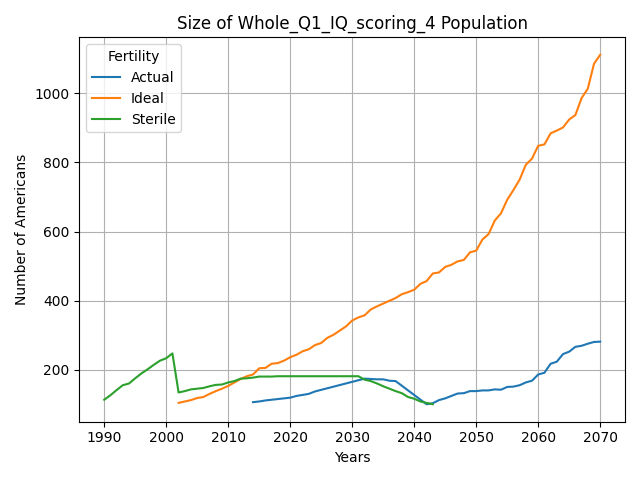 Size of Whole_Q1_IQ_scoring_4 Population
Fertility
Actual
Ideal
Sterile
Number of Americans
1000
800
600
400
200
1990 2000 2010 2020 2030 2040 2050 2060 2070
Years